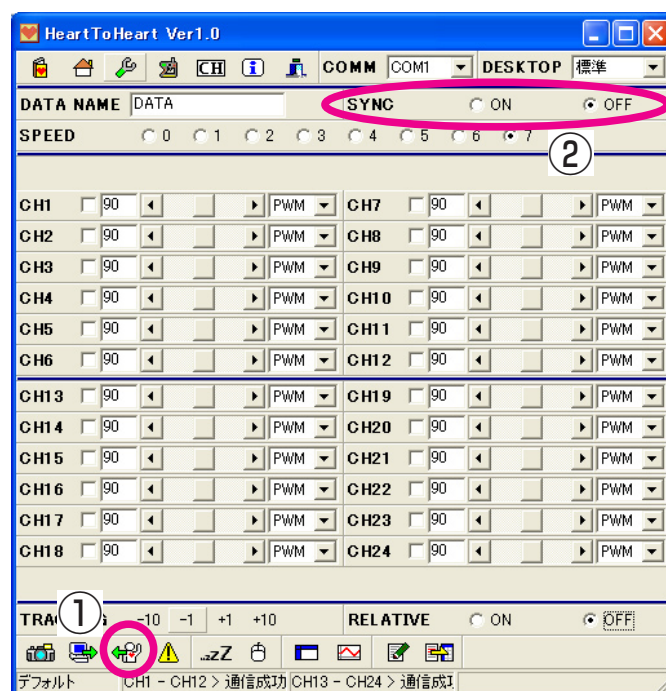 HeartToHeart Ver1.0
CH COMM COM1 DESKTOP 標準
DATA NAME DATA SYNC ON OFF
SPEED 0 1 2 3 4 5 6 7
②
CH1 90 PWM CH7 90 PWM
CH2 90 PWM CH8 90 PWM
CH3 90 PWM CH9 90 PWM
CH4 90 PWM CH10 90 PWM
CH5 90 PWM CH11 90 PWM
CH6 90 PWM CH12 90 PWM
CH13 90 PWM CH19 90 PWM
CH14 90 PWM CH20 90 PWM
CH15 90 PWM CH21 90 PWM
CH16 90 PWM CH22 90 PWM
CH17 90 PWM CH23 90 PWM
CH18 90 PWM CH24 90 PWM
① -10 -1 +1 +10 RELATIVE ON OFF
..zZ
デフォルト CH1 - CH12 > 通信成功 CH13 - CH24 > 通信成